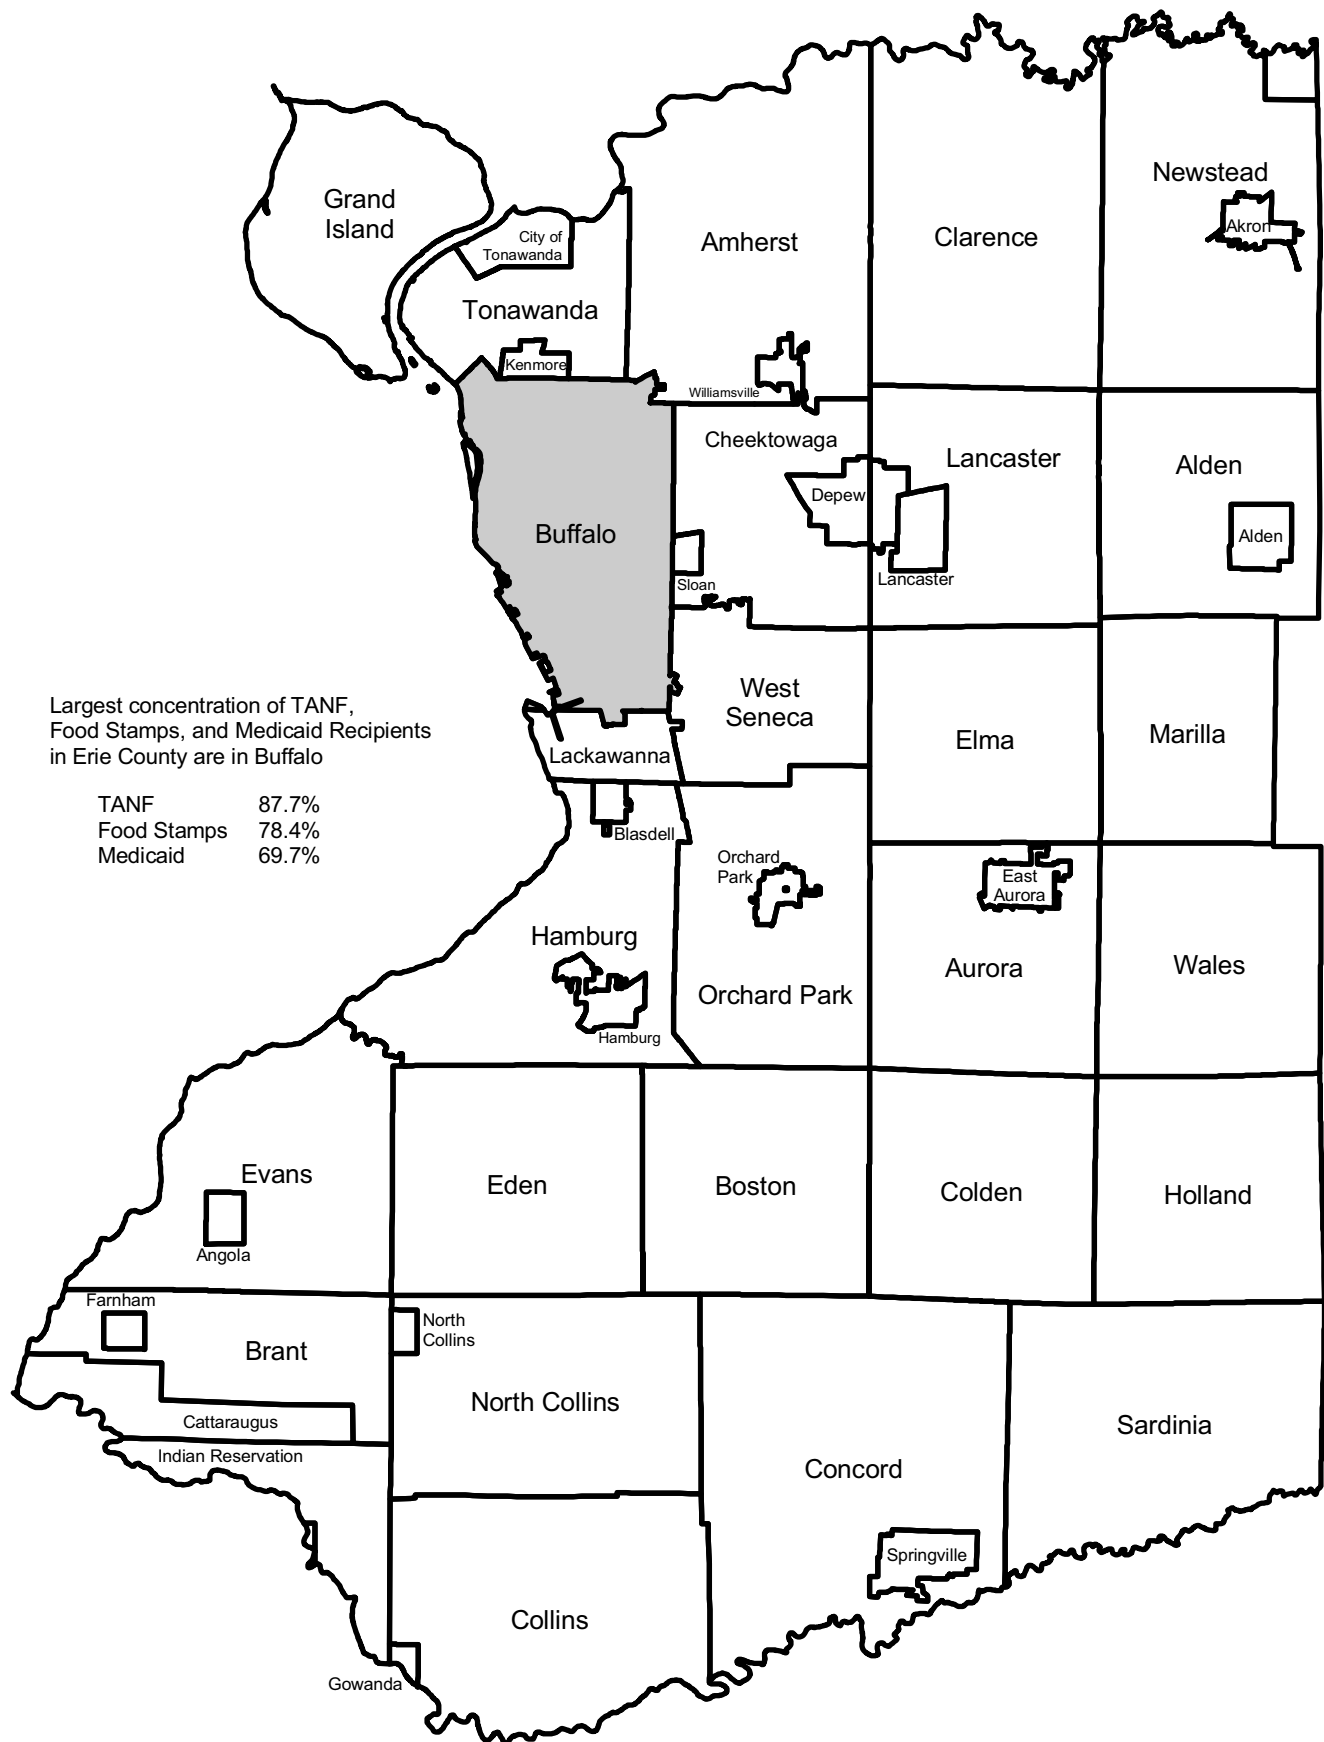 Newstead
Akron
Grand
Island
City of
Tonawanda
Amherst
Clarence
Tonawanda
Kenmore
Williamsville
Cheektowaga
Lancaster
Alden
Depew
Buffalo
Alden
Sloan
Lancaster
West
Seneca
Largest concentration of TANF,
Food Stamps, and Medicaid Recipients
in Erie County are in Buffalo
TANF 87.7%
Food Stamps 78.4%
Medicaid 69.7%
Elma
Marilla
Lackawanna
Blasdell
Orchard
Park
East
Aurora
Hamburg
Aurora
Wales
Orchard Park
Hamburg
Evans
Eden
Boston
Colden
Holland
Angola
Farnham
North
Collins
Brant
North Collins
Cattaraugus
Indian Reservation
Sardinia
Concord
Springville
Collins
Gowanda